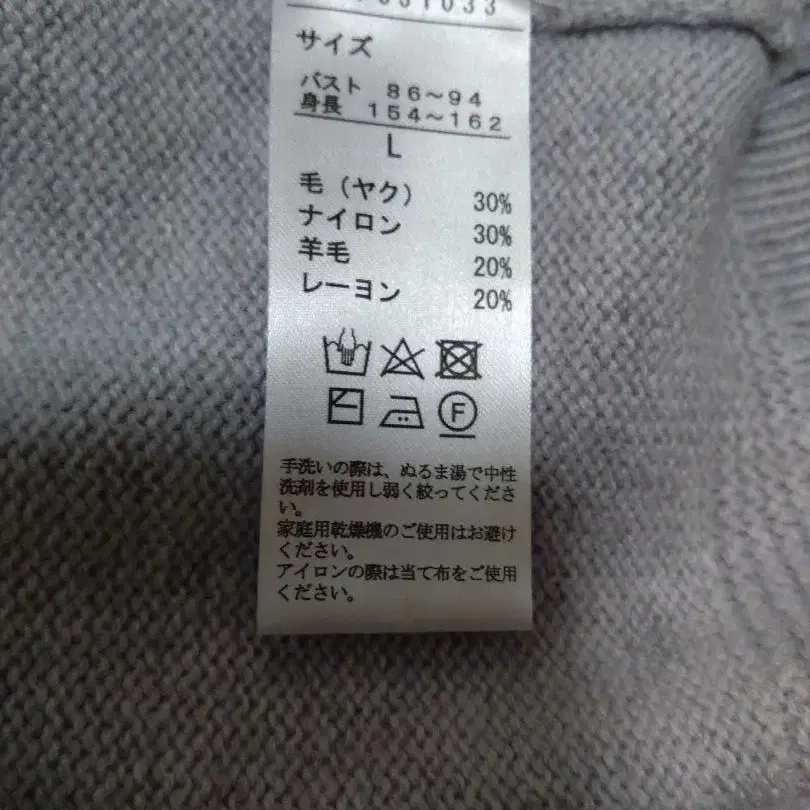 サイズ
バスト 86～94
身長 154～162
L
毛（ヤク） 30%
ナイロン 30%
羊毛 20%
レーヨン 20%
F
手洗いの際は、ぬるま湯で中性
洗剤を使用し弱く絞ってくださ
い。
家庭用乾燥機のご使用はお避け
ください。
アイロンの際は当て布をご使用
ください。